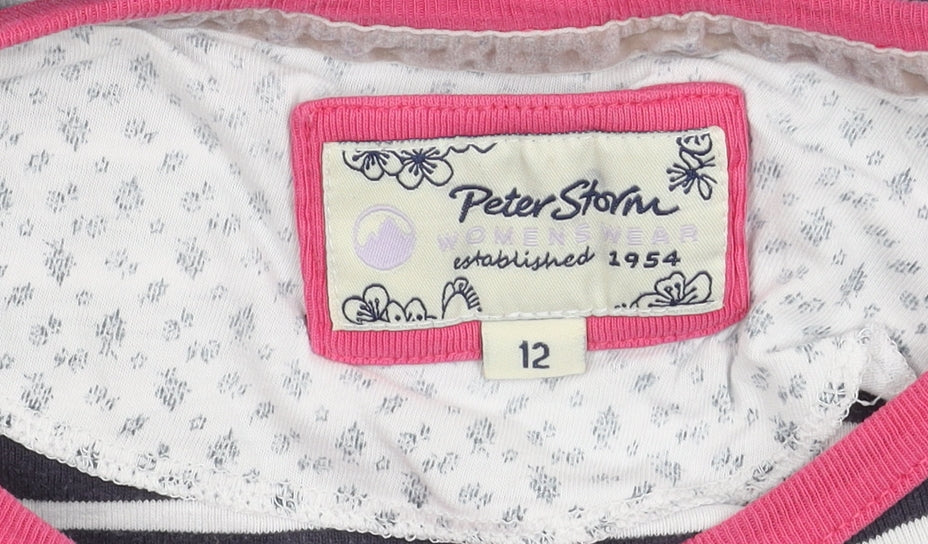 Peter Storm
WOMENSWEAR
established 1954
12